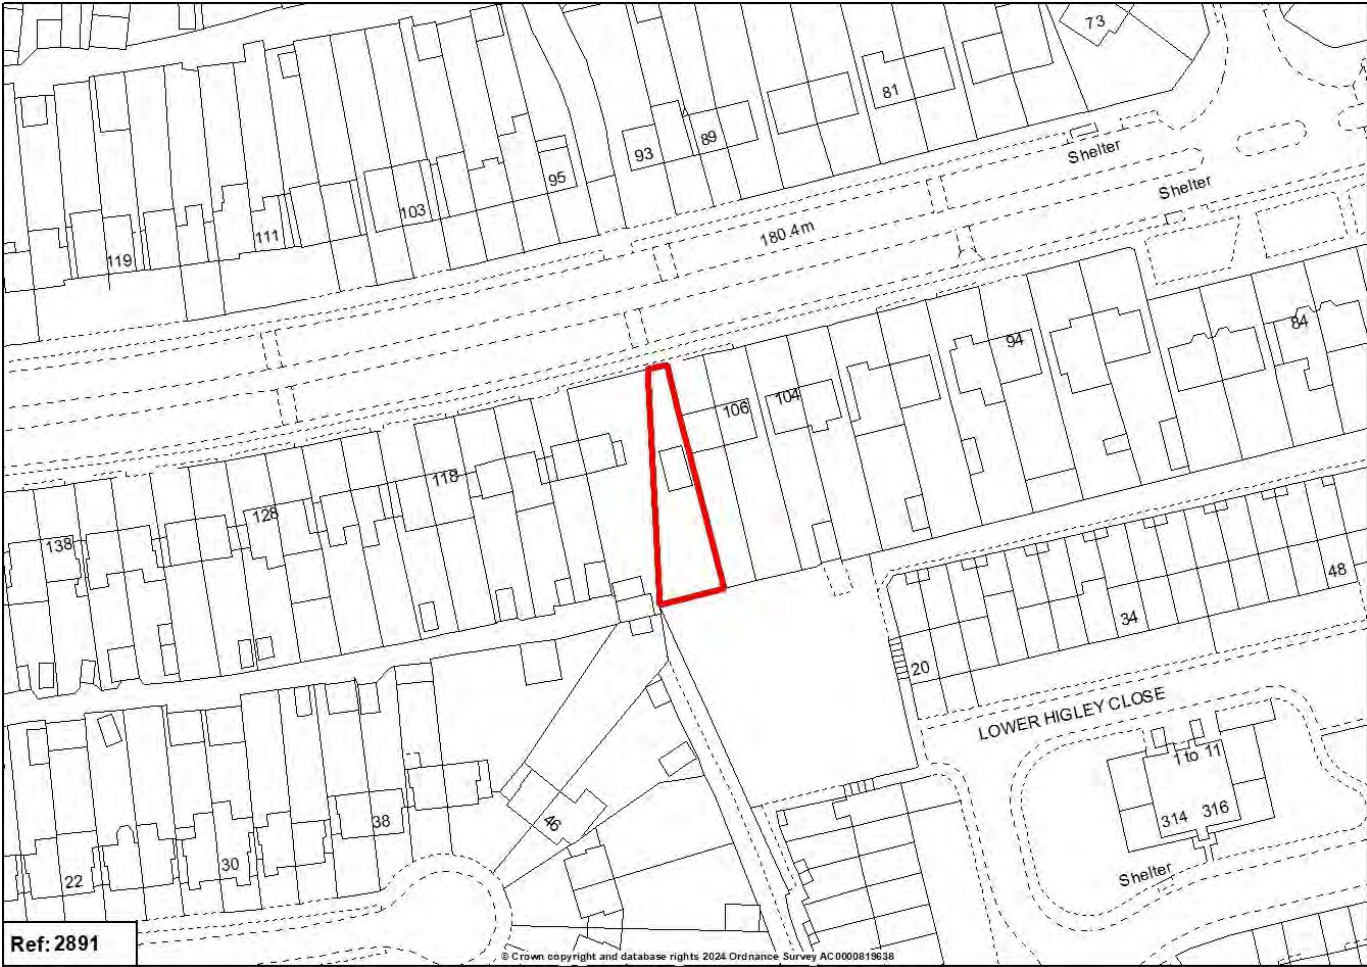 73
81
89
93
95
103
111
119
Shelter
Shelter
180.4m
84
94
104
106
118
128
138
48
34
20
LOWER HIGLEY CLOSE
1 to 11
314 316
Shelter
46
38
30
22
Ref: 2891
© Crown copyright and database rights 2024 Ordnance Survey AC0000819638